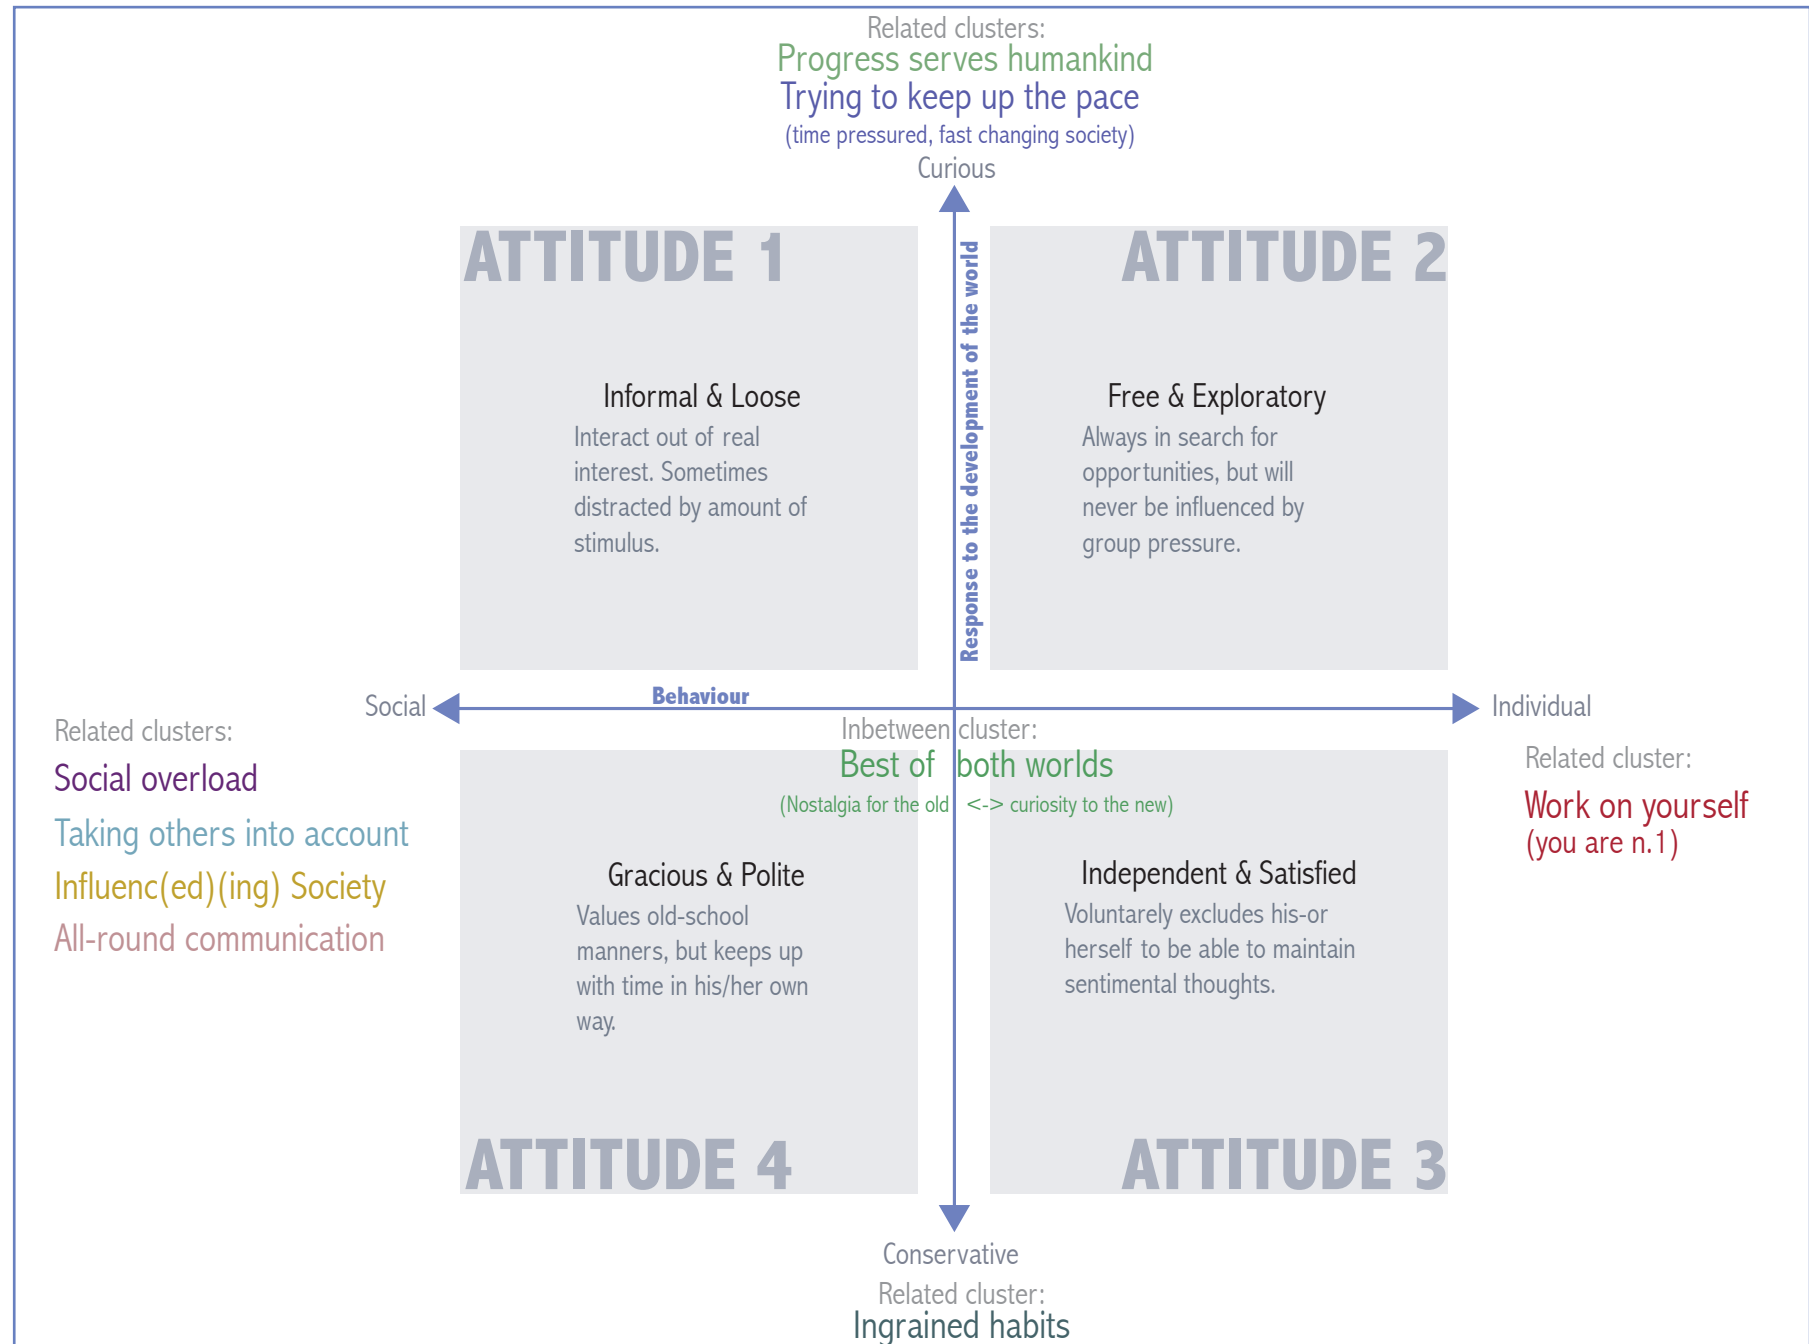 Related clusters:
Progress serves humankind
Trying to keep up the pace
(time pressured, fast changing society)
Curious
ATTITUDE 1
Informal & Loose
Interact out of real
interest. Sometimes
distracted by amount of
stimulus.
Response to the development of the world
ATTITUDE 2
Free & Exploratory
Always in search for
opportunities, but will
never be influenced by
group pressure.
Social
Behaviour
Individual
Related clusters:
Social overload
Taking others into account
Influenc(ed)(ing) Society
All-round communication
Inbetween cluster:
Best of both worlds
(Nostalgia for the old <-> curiosity to the new)
Related cluster:
Work on yourself
(you are n.1)
Gracious & Polite
Values old-school
manners, but keeps up
with time in his/her own
way.
ATTITUDE 4
Independent & Satisfied
Voluntarely excludes his-or
herself to be able to maintain
sentimental thoughts.
ATTITUDE 3
Conservative
Related cluster:
Ingrained habits